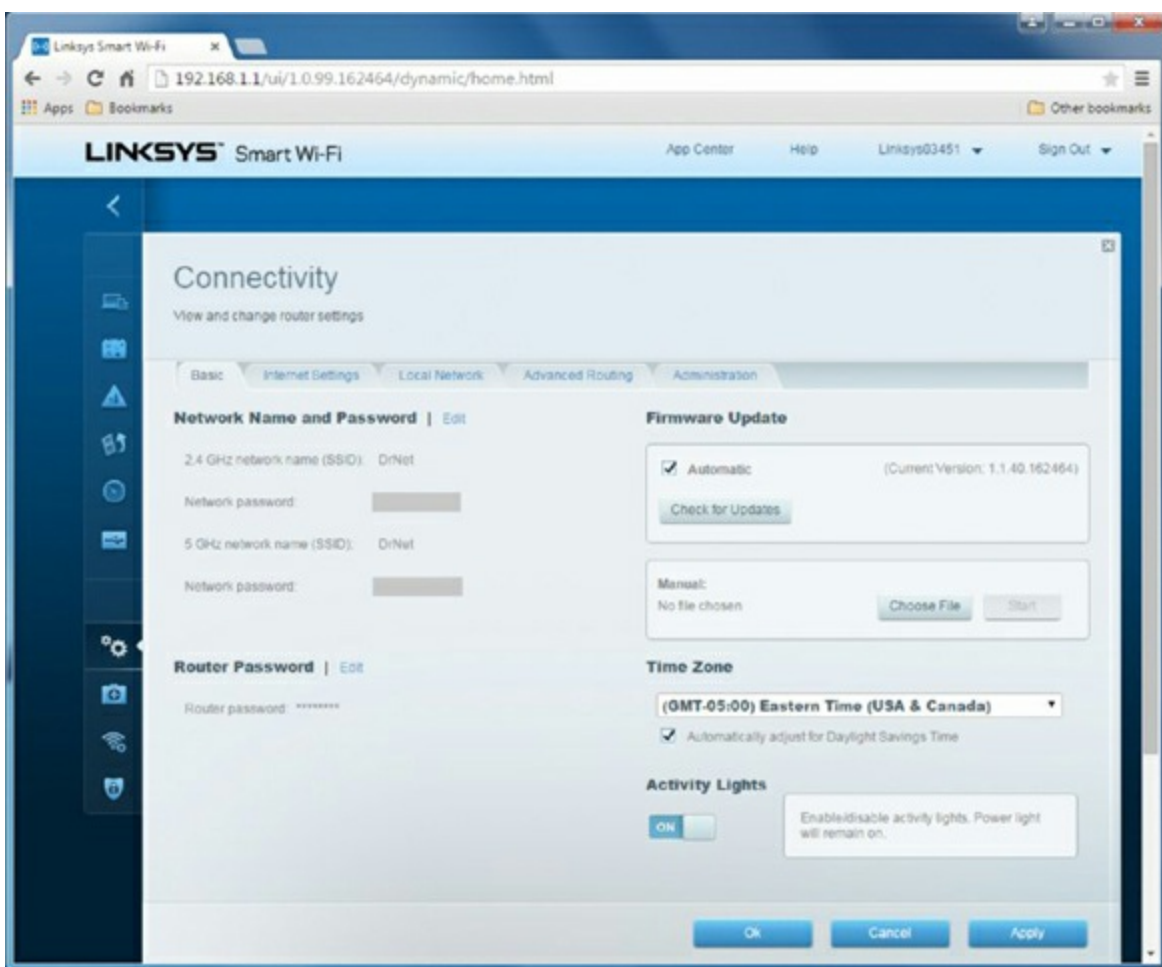 Linksys Smart Wi-Fi
192.168.1.1/ui/1.0.99.162464/dynamic/home.html
Apps Bookmarks Other bookmarks
LINKSYS Smart Wi-Fi App Center Help Linksys03451 Sign Out
Connectivity
View and change router settings
Basic Internet Settings Local Network Advanced Routing Administration
Network Name and Password | Edit
2.4 GHz network name (SSID): DrNet
Network password:
5 GHz network name (SSID): DrNet
Network password:
Router Password | Edit
Router password: ********
Firmware Update
Automatic (Current Version: 1.1.40.162464)
Check for Updates
Manual:
No file chosen Choose File Start
Time Zone
(GMT-05:00) Eastern Time (USA & Canada)
Automatically adjust for Daylight Savings Time
Activity Lights
ON
Enable/disable activity lights. Power light
will remain on.
Ok Cancel Apply